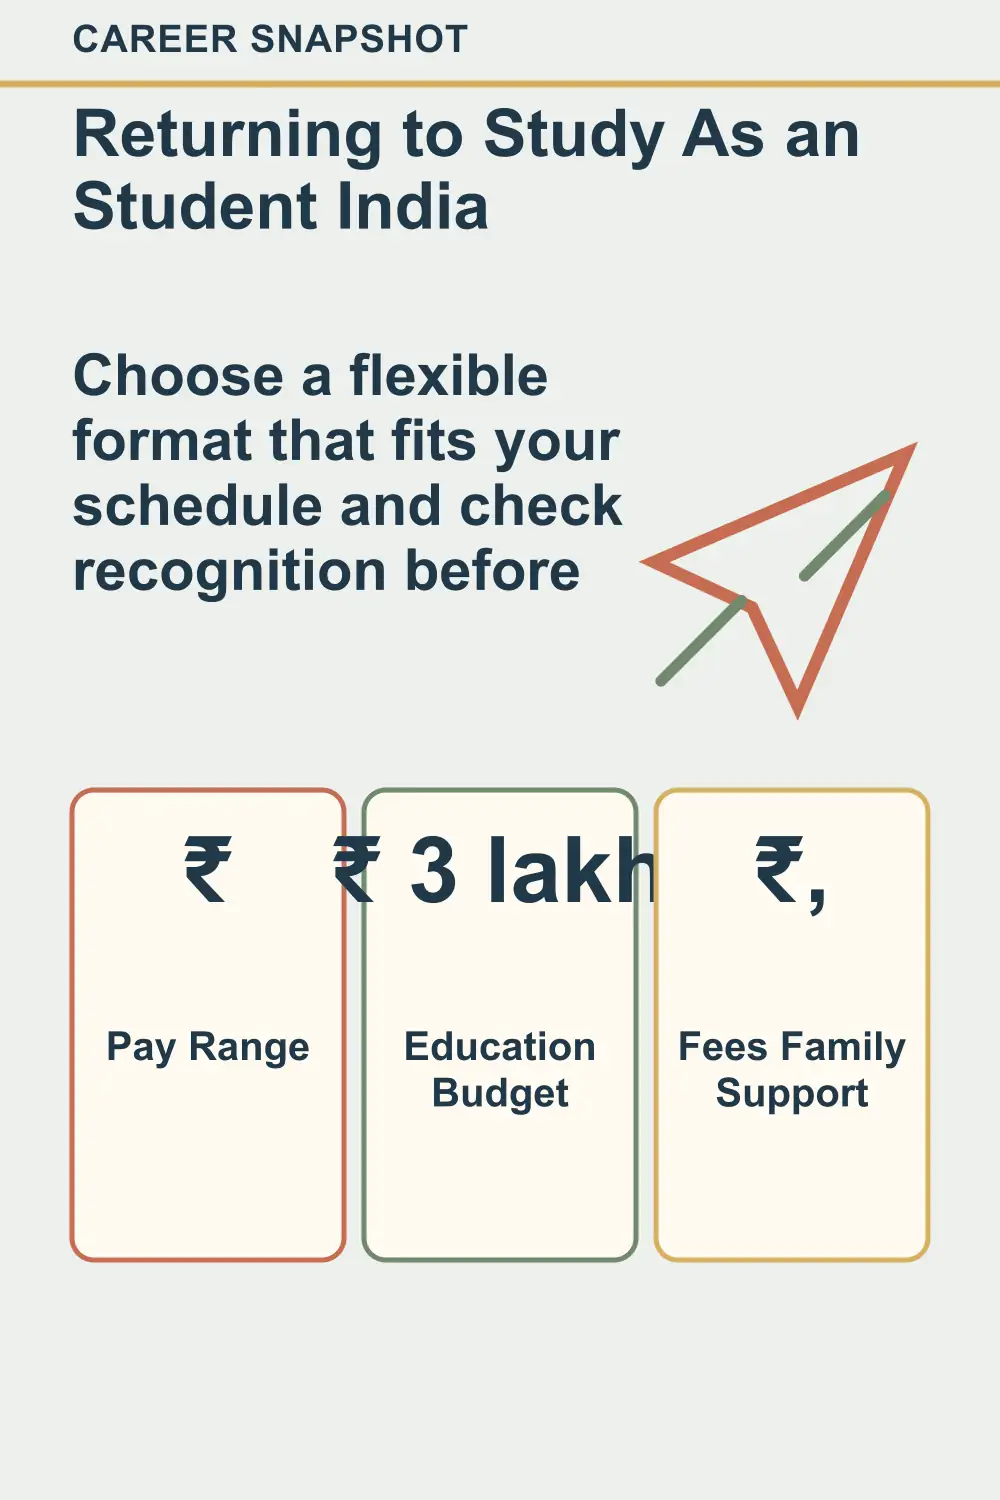 CAREER SNAPSHOT
Returning to Study As an
Student India
Choose a flexible
format that fits your
schedule and check
recognition before
₹
₹ 3 lakh
₹,
Pay Range
Education
Budget
Fees Family
Support